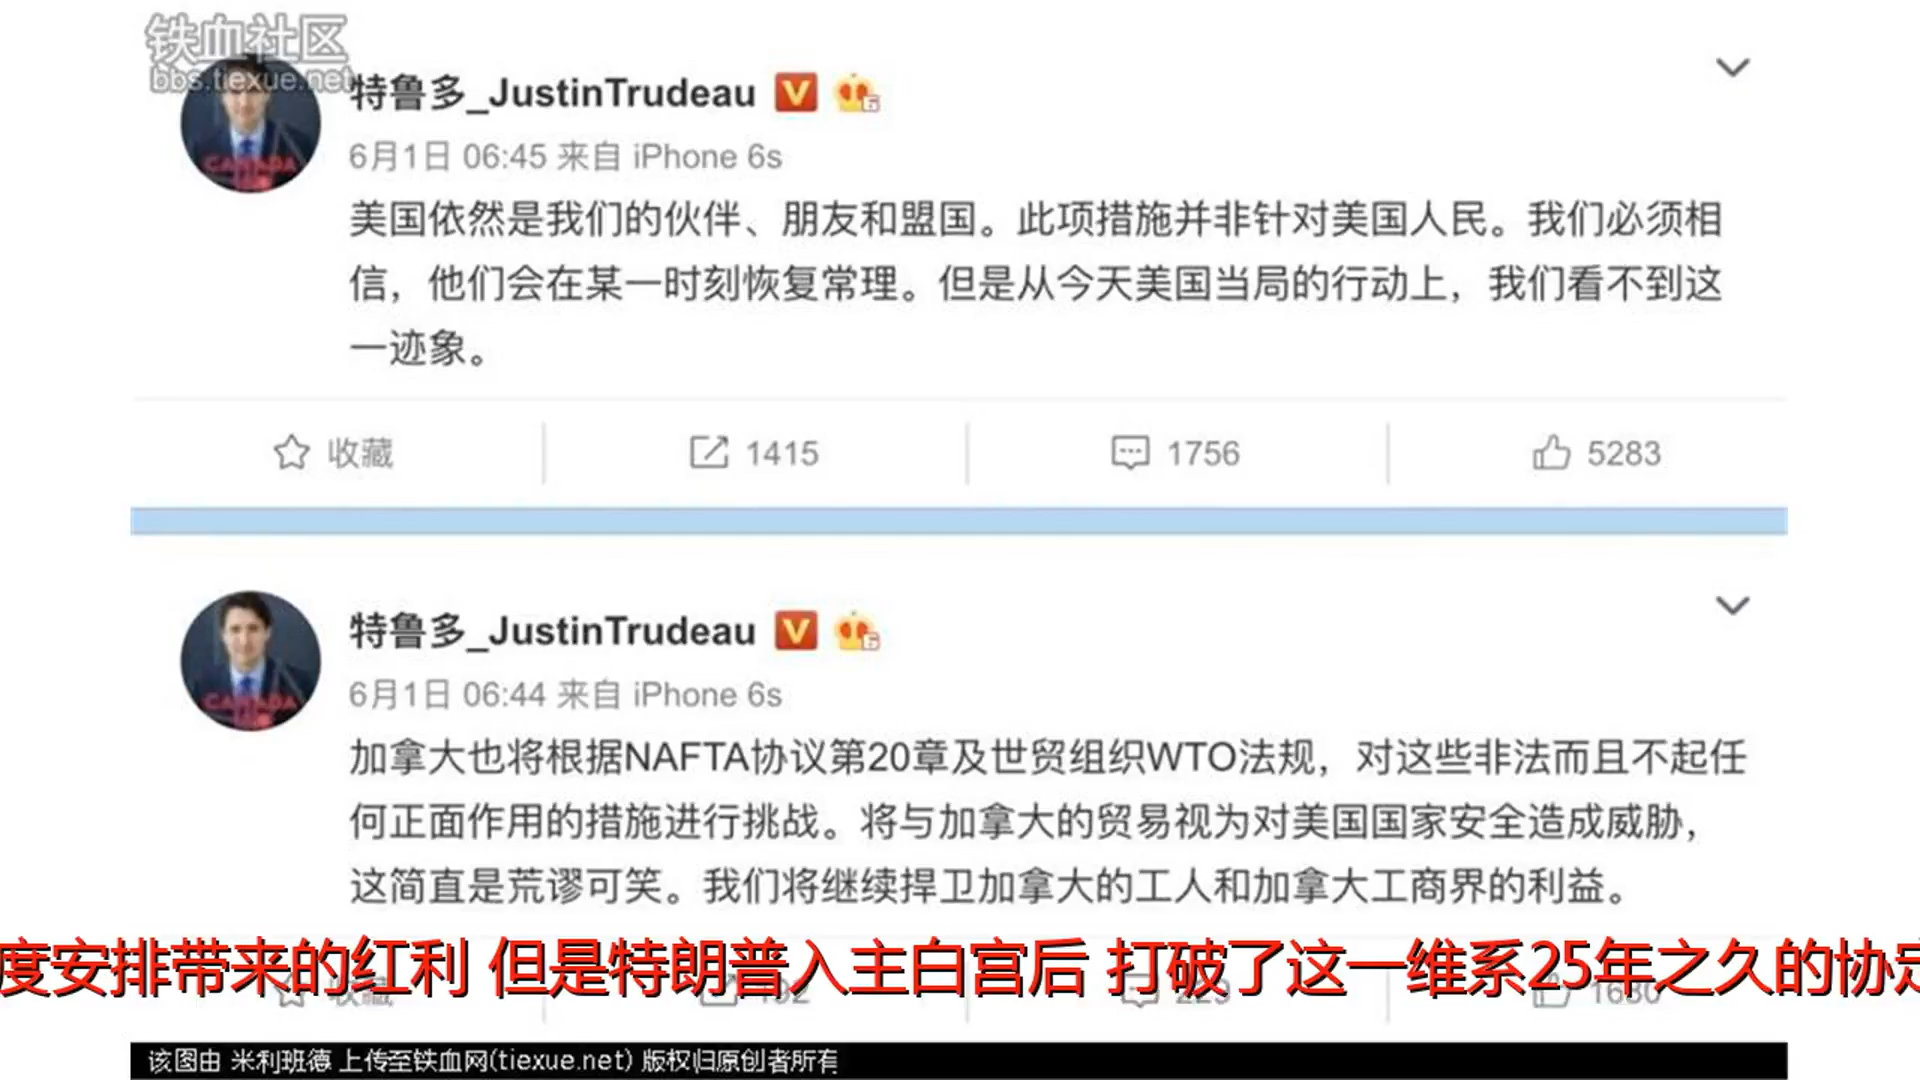 铁血社区
bbs.tiexue.net
特鲁多_JustinTrudeau
6月1日 06:45 来自 iPhone 6s
美国依然是我们的伙伴、朋友和盟国。此项措施并非针对美国人民。我们必须相
信，他们会在某一时刻恢复常理。但是从今天美国当局的行动上，我们看不到这
一迹象。
收藏 1415 1756 5283
特鲁多_JustinTrudeau
6月1日 06:44 来自 iPhone 6s
加拿大也将根据NAFTA协议第20章及世贸组织WTO法规，对这些非法而且不起任
何正面作用的措施进行挑战。将与加拿大的贸易视为对美国国家安全造成威胁，
这简直是荒谬可笑。我们将继续捍卫加拿大的工人和加拿大工商界的利益。
度安排带来的红利 但是特朗普入主白宫后 打破了这一维系25年之久的协定
收藏 229 1630
该图由 米利班德 上传至铁血网(tiexue.net) 版权归原创者所有